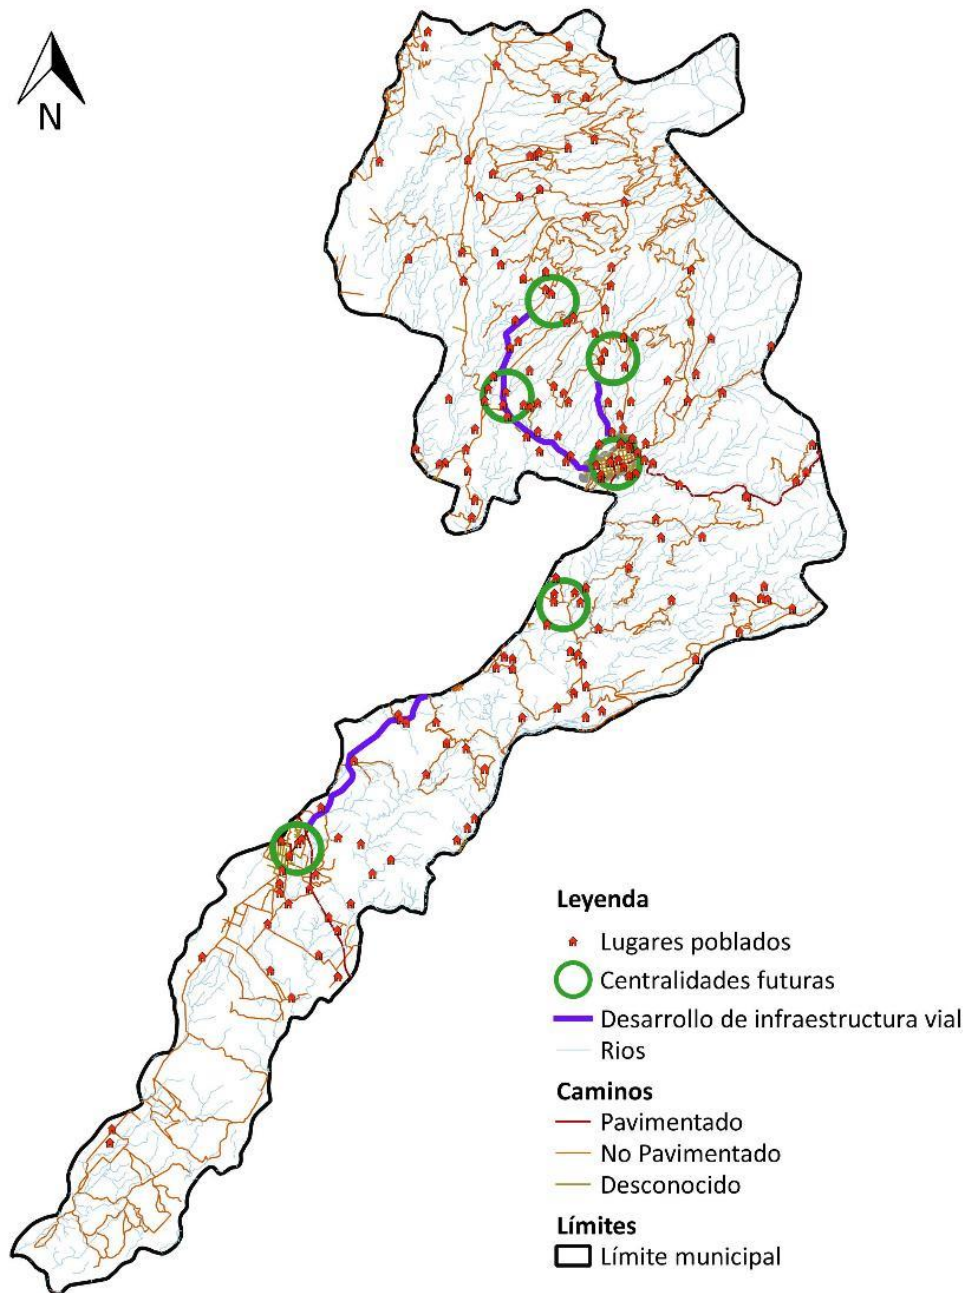 N
Leyenda
Lugares poblados
Centralidades futuras
Desarrollo de infraestructura vial
Rios
Caminos
Pavimentado
No Pavimentado
Desconocido
Límites
Límite municipal